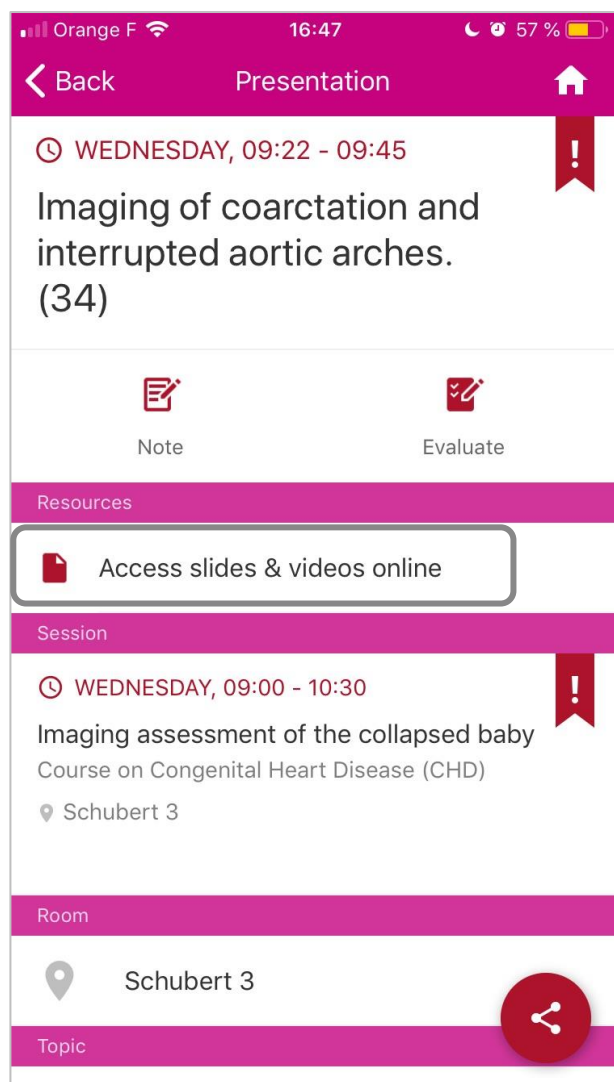 Orange F 16:47 57 %
Back Presentation
WEDNESDAY, 09:22 - 09:45
Imaging of coarctation and
interrupted aortic arches.
(34)
Note Evaluate
Resources
Access slides & videos online
Session
WEDNESDAY, 09:00 - 10:30
Imaging assessment of the collapsed baby
Course on Congenital Heart Disease (CHD)
Schubert 3
Room
Schubert 3
Topic